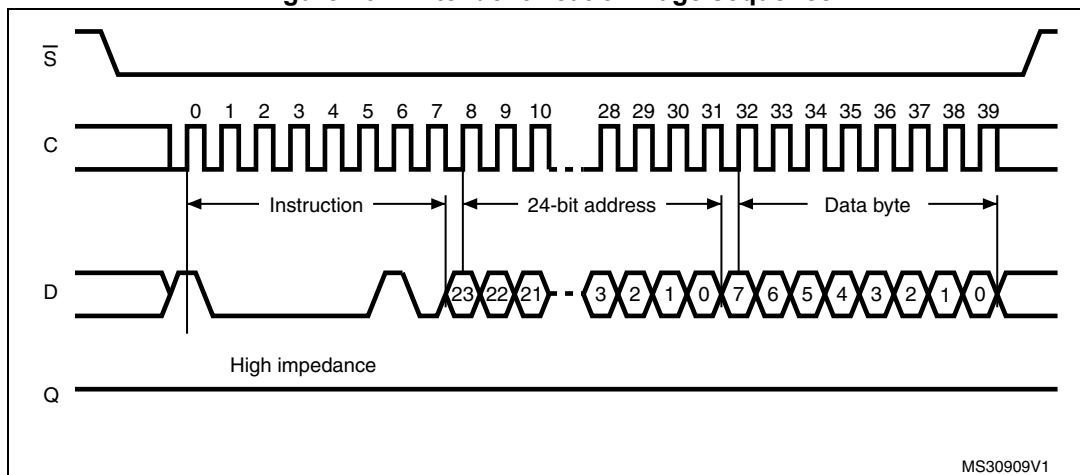 S
0 1 2 3 4 5 6 7 8 9 10 28 29 30 31 32 33 34 35 36 37 38 39
C
Instruction 24-bit address Data byte
D 23 22 21 3 2 1 0 7 6 5 4 3 2 1 0
High impedance
Q
MS30909V1